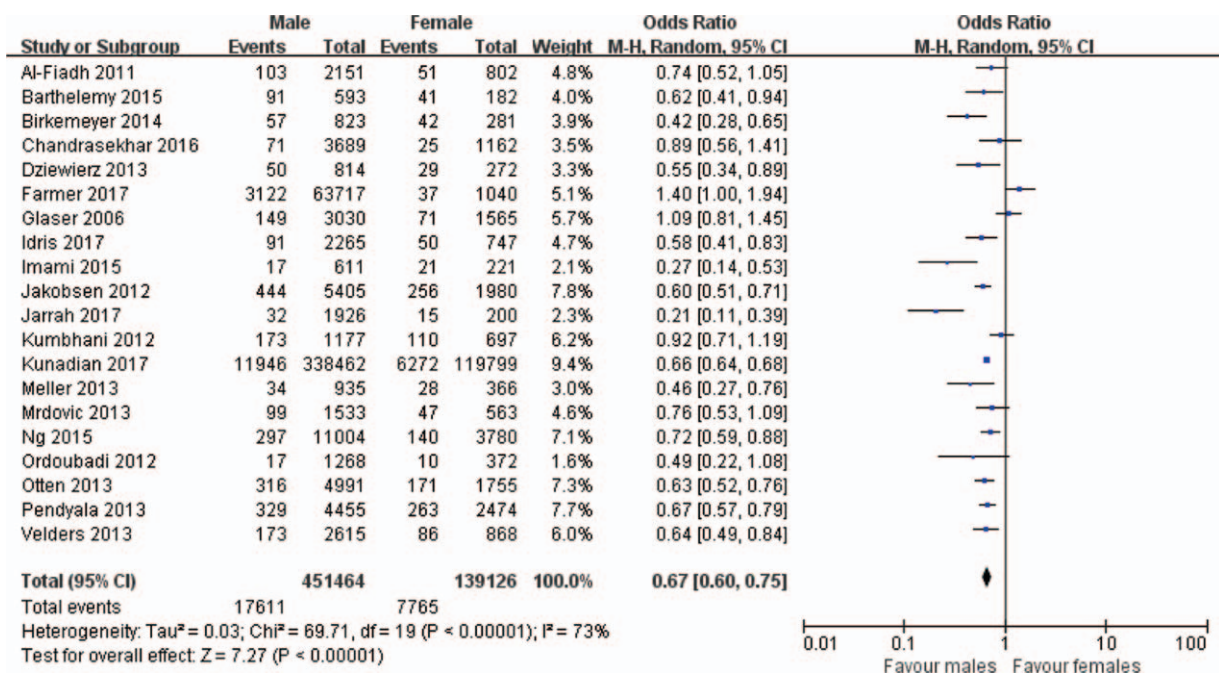 Male Female Odds Ratio Odds Ratio
Study or Subgroup Events Total Events Total Weight M-H, Random, 95% CI M-H, Random, 95% CI
Al-Fiadh 2011 103 2151 51 802 4.8% 0.74 [0.52, 1.05]
Barthelemy 2015 91 593 41 182 4.0% 0.62 [0.41, 0.94]
Birkemeyer 2014 57 823 42 281 3.9% 0.42 [0.28, 0.65]
Chandrasekhar 2016 71 3689 25 1162 3.5% 0.89 [0.56, 1.41]
Dziewierz 2013 50 814 29 272 3.3% 0.55 [0.34, 0.89]
Farmer 2017 3122 63717 37 1040 5.1% 1.40 [1.00, 1.94]
Glaser 2006 149 3030 71 1565 5.7% 1.09 [0.81, 1.45]
Idris 2017 91 2265 50 747 4.7% 0.58 [0.41, 0.83]
Imami 2015 17 611 21 221 2.1% 0.27 [0.14, 0.53]
Jakobsen 2012 444 5405 256 1980 7.8% 0.60 [0.51, 0.71]
Jarrah 2017 32 1926 15 200 2.3% 0.21 [0.11, 0.39]
Kumbhani 2012 173 1177 110 697 6.2% 0.92 [0.71, 1.19]
Kunadian 2017 11946 338462 6272 119799 9.4% 0.66 [0.64, 0.68]
Meller 2013 34 935 28 366 3.0% 0.46 [0.27, 0.76]
Mrdovic 2013 99 1533 47 563 4.6% 0.76 [0.53, 1.09]
Ng 2015 297 11004 140 3780 7.1% 0.72 [0.59, 0.88]
Ordoubadi 2012 17 1268 10 372 1.6% 0.49 [0.22, 1.08]
Otten 2013 316 4991 171 1755 7.3% 0.63 [0.52, 0.76]
Pendyala 2013 329 4455 263 2474 7.7% 0.67 [0.57, 0.79]
Velders 2013 173 2615 86 868 6.0% 0.64 [0.49, 0.84]
Total (95% CI) 451464 139126 100.0% 0.67 [0.60, 0.75]
Total events 17611 7765
Heterogeneity: Tau² = 0.03; Chi² = 69.71, df = 19 (P < 0.00001); I² = 73%
Test for overall effect: Z = 7.27 (P < 0.00001)
0.01 0.1 1 10 100
Favour males Favour females